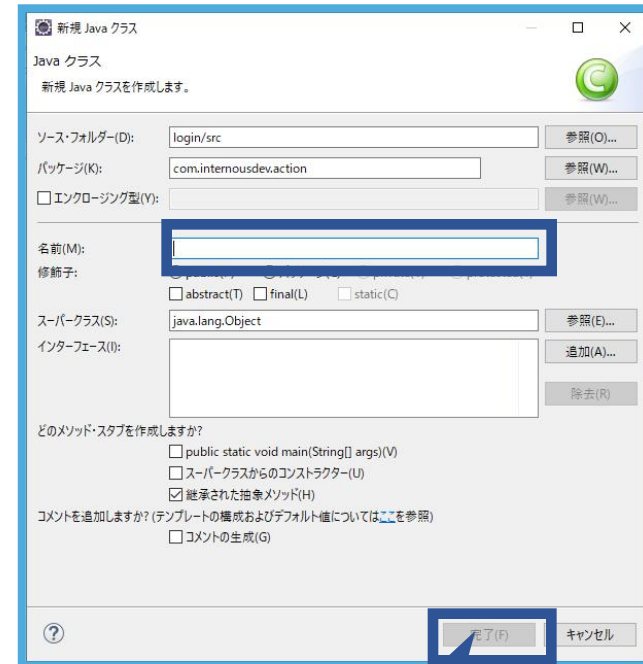 新規 Java クラス
Java クラス
新規 Java クラスを作成します。
ソース・フォルダー(D): login/src 参照(O)...
パッケージ(K): com.internousdev.action 参照(W)...
エンクロージング型(Y): 参照(W)...
名前(M):
修飾子:
abstract(T) final(L) static(C)
スーパークラス(S): java.lang.Object 参照(E)...
インターフェース(I): 追加(A)...
除去(R)
どのメソッド・スタブを作成しますか?
public static void main(String[] args)(V)
スーパークラスからのコンストラクター(U)
継承された抽象メソッド(H)
コメントを追加しますか? (テンプレートの構成およびデフォルト値についてはここを参照)
コメントの生成(G)
完了(F) キャンセル